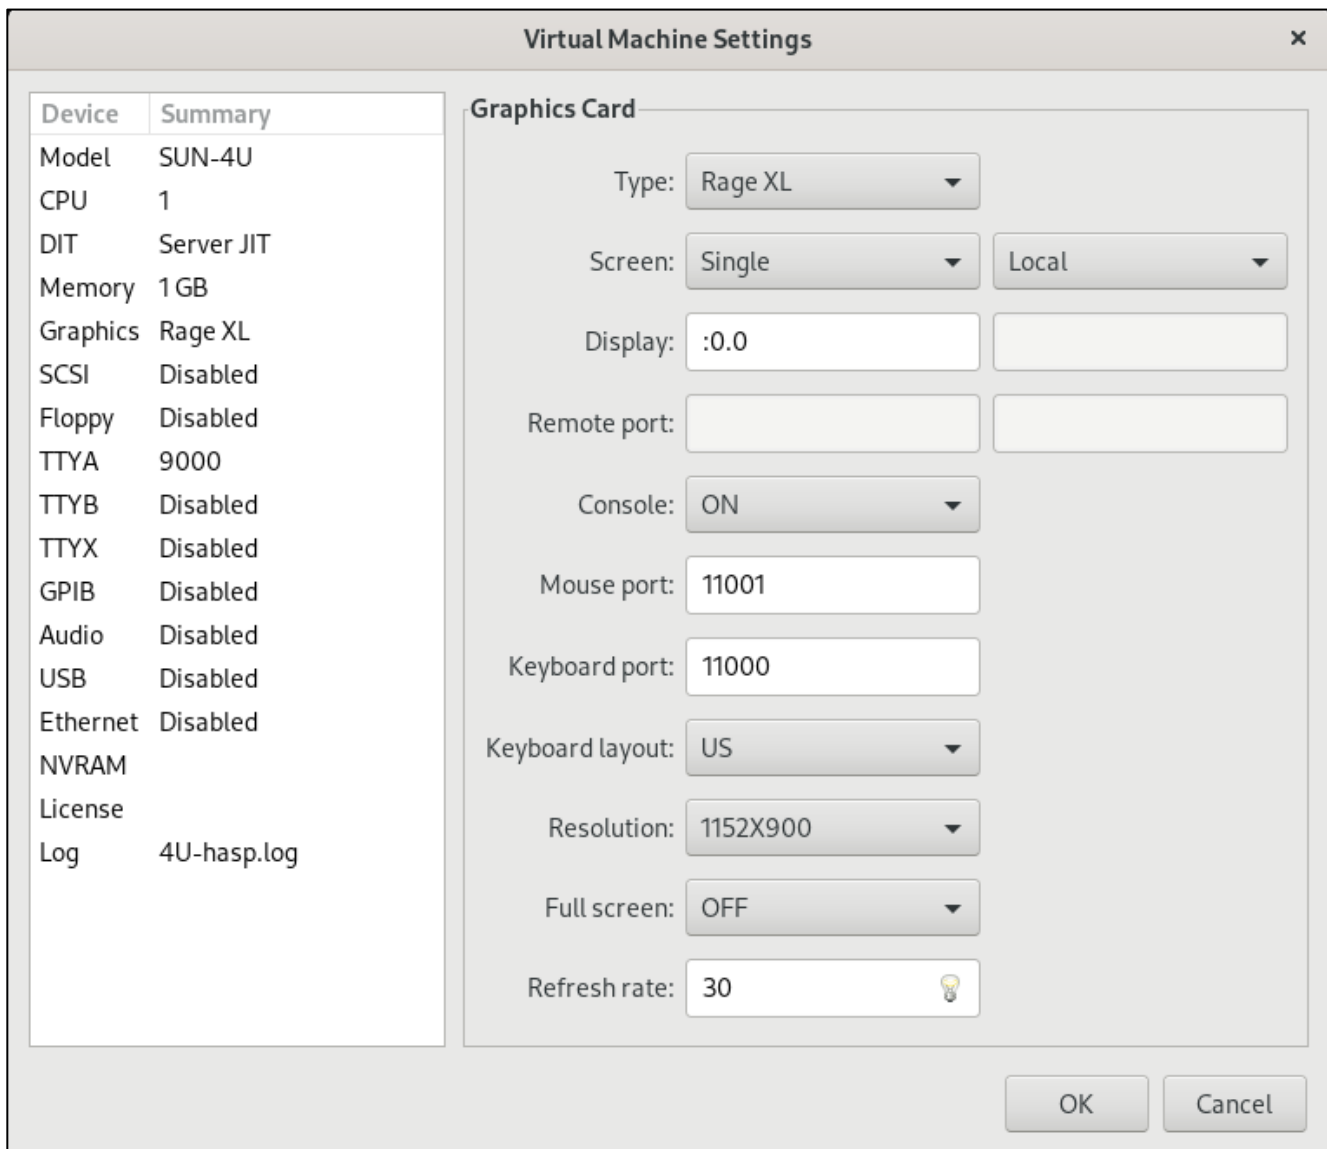 Virtual Machine Settings ×
Device Summary
Model SUN-4U
CPU 1
DIT Server JIT
Memory 1 GB
Graphics Rage XL
SCSI Disabled
Floppy Disabled
TTYA 9000
TTYB Disabled
TTYX Disabled
GPIB Disabled
Audio Disabled
USB Disabled
Ethernet Disabled
NVRAM
License
Log 4U-hasp.log
Graphics Card
Type: Rage XL
Screen: Single Local
Display: :0.0
Remote port:
Console: ON
Mouse port: 11001
Keyboard port: 11000
Keyboard layout: US
Resolution: 1152X900
Full screen: OFF
Refresh rate: 30
OK Cancel